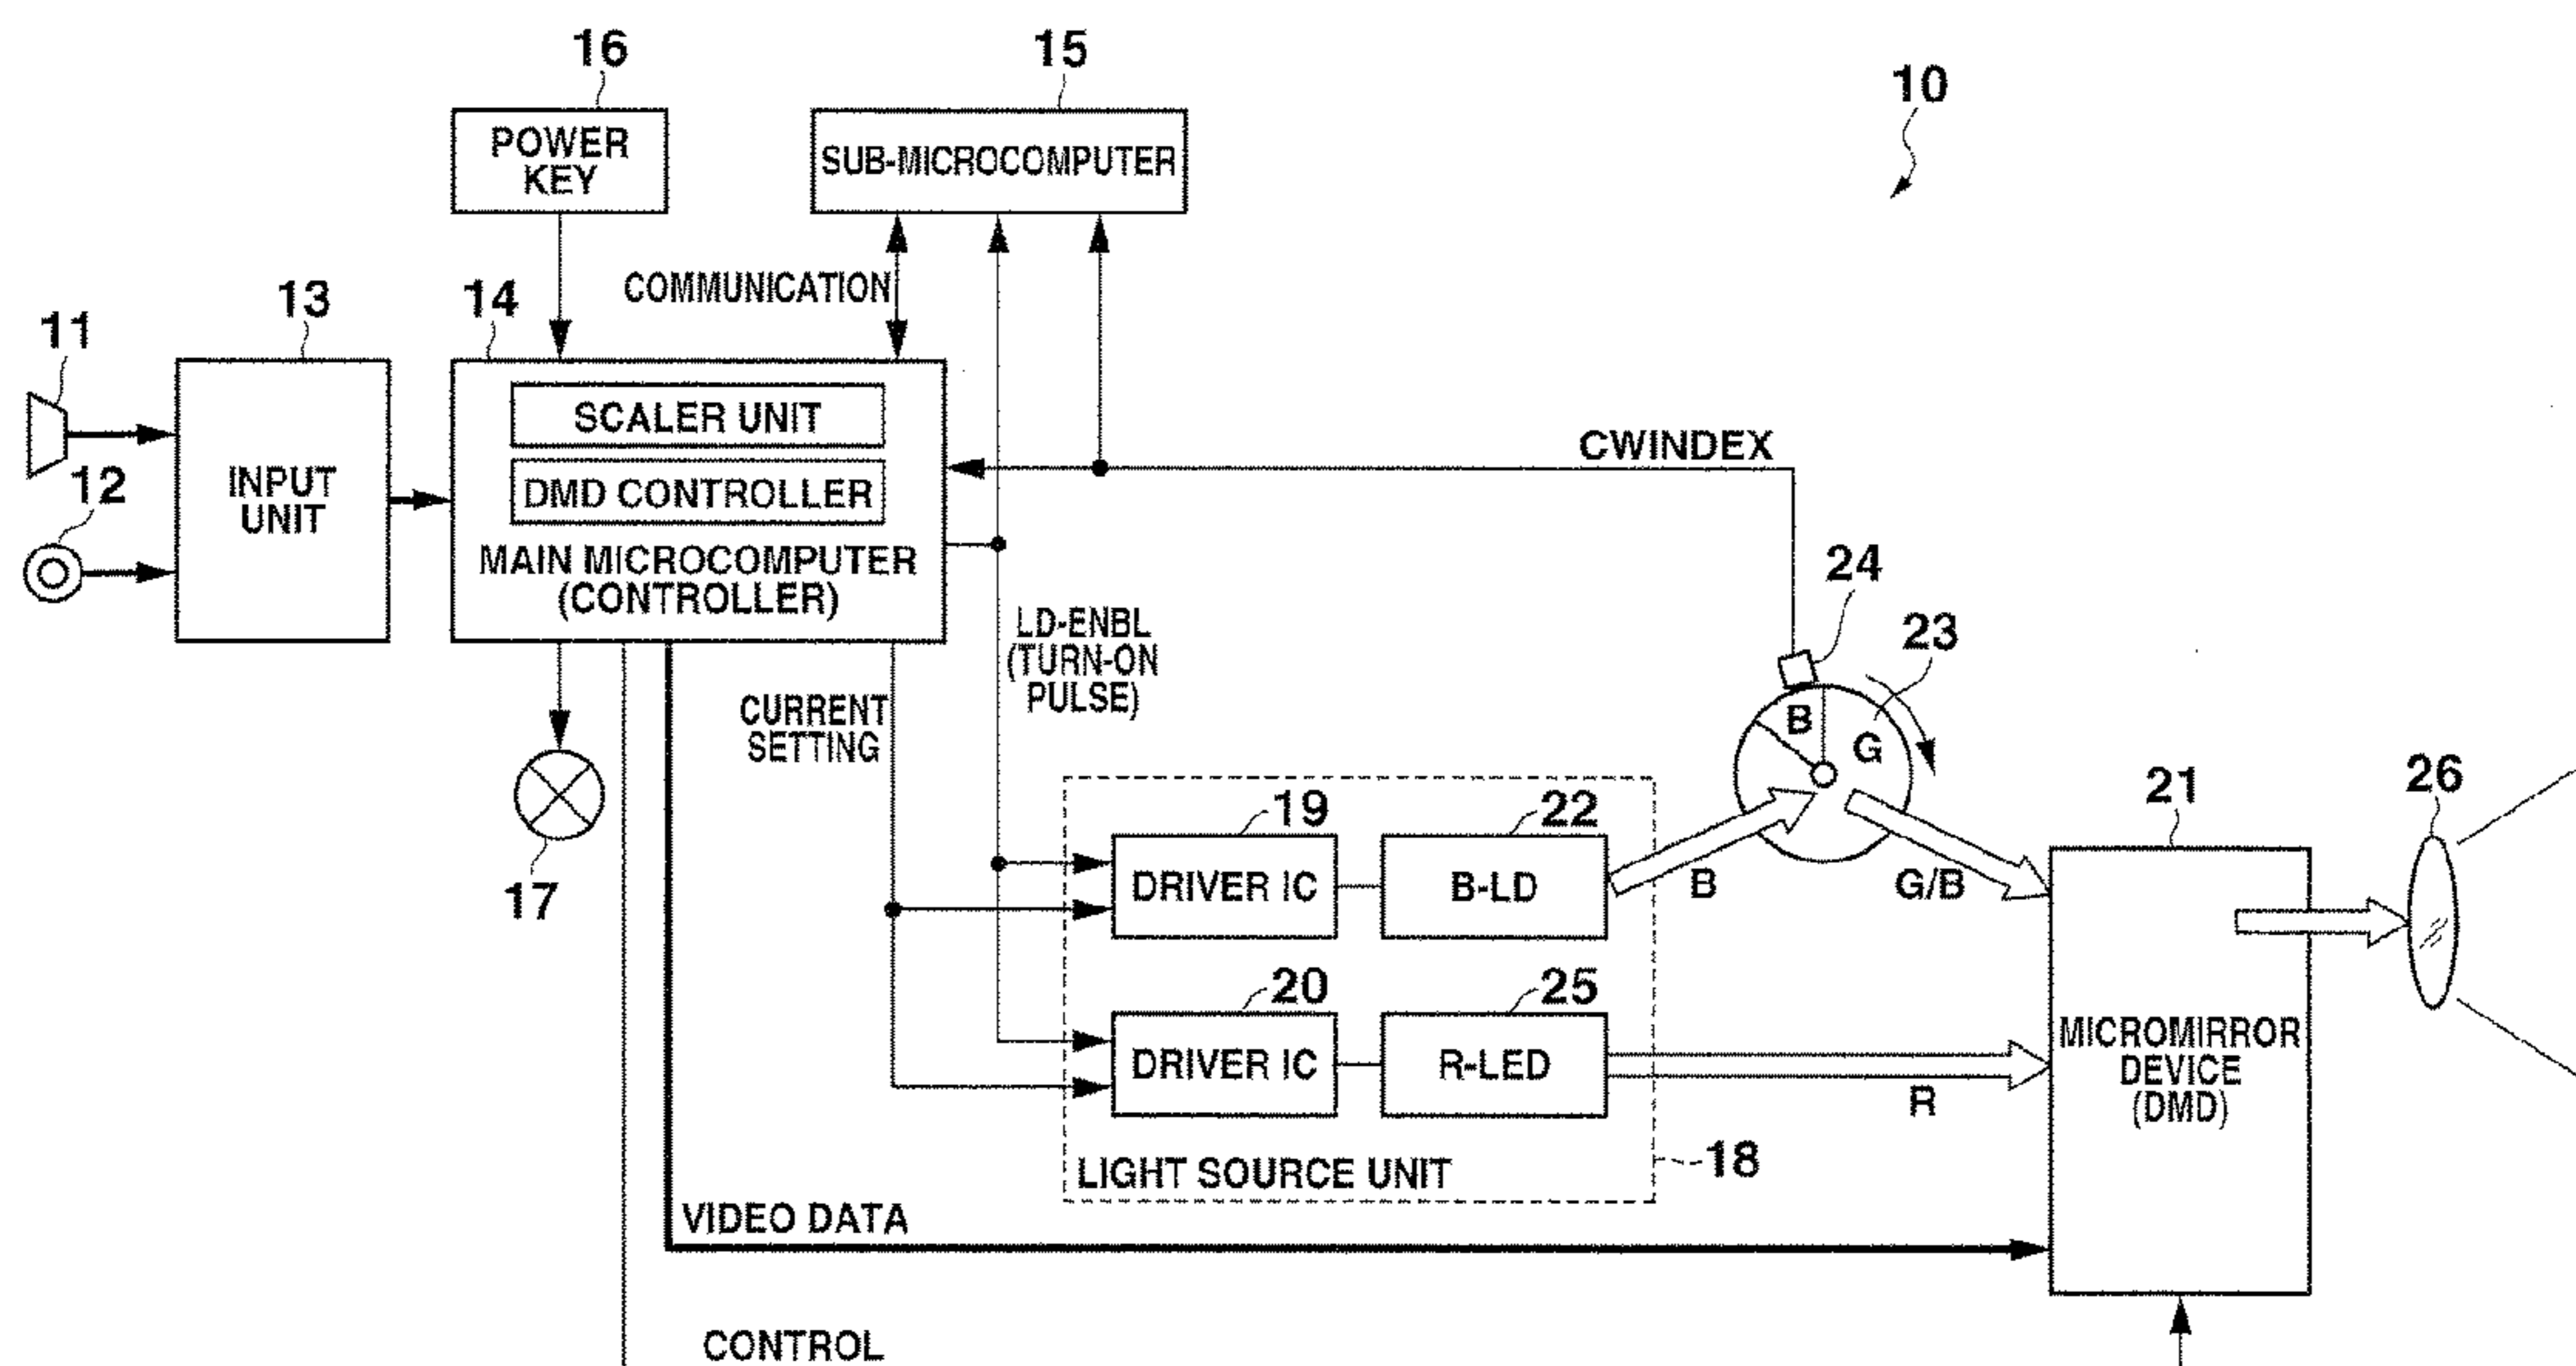 16
15
10
POWER
KEY
SUB-MICROCOMPUTER
COMMUNICATION
11
13
14
12
INPUT
UNIT
SCALER UNIT
DMD CONTROLLER
MAIN MICROCOMPUTER
(CONTROLLER)
CWINDEX
24
23
LD-ENBL
(TURN-ON
PULSE)
CURRENT
SETTING
B
G
17
19
22
21
26
DRIVER IC
B-LD
B
G/B
20
25
DRIVER IC
R-LED
R
MICROMIRROR
DEVICE
(DMD)
LIGHT SOURCE UNIT
18
VIDEO DATA
CONTROL